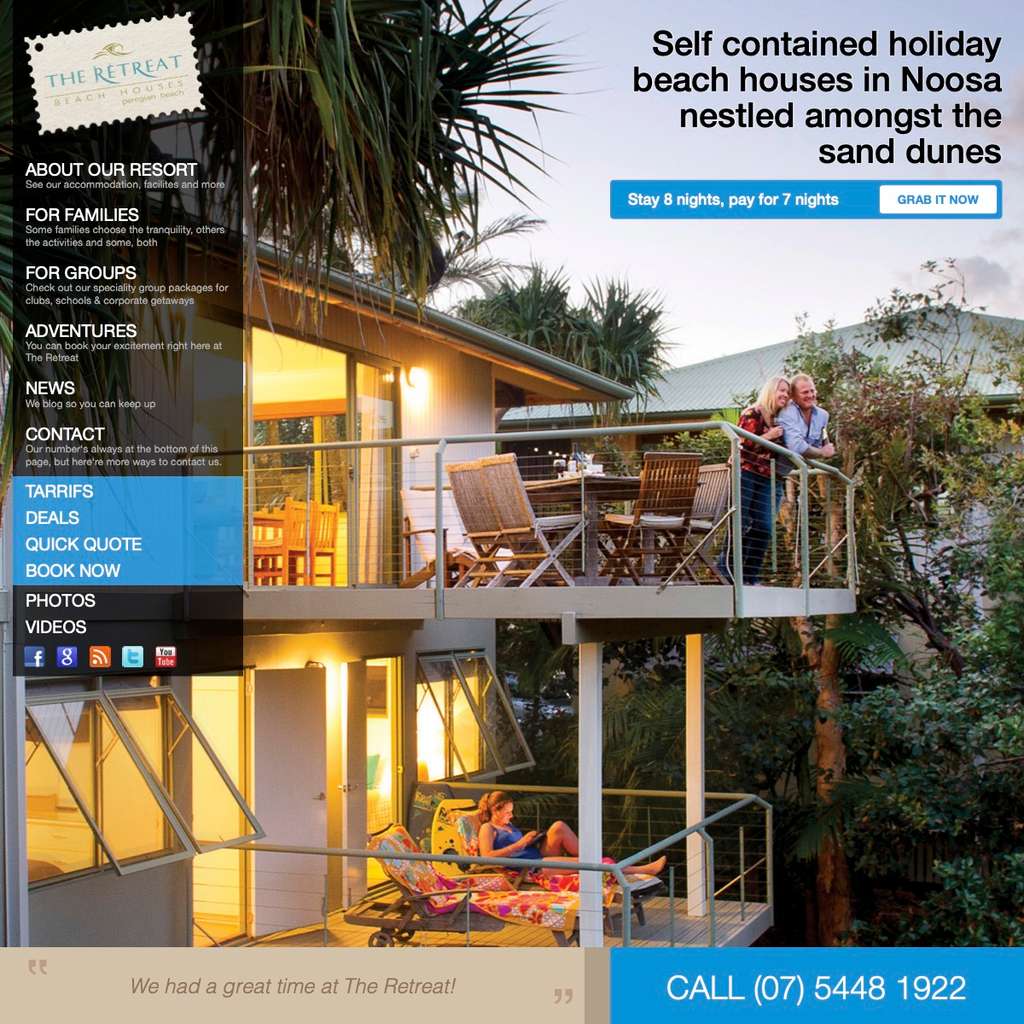 THE RETREAT
BEACH HOUSES
peregian beach
Self contained holiday
beach houses in Noosa
nestled amongst the
sand dunes
Stay 8 nights, pay for 7 nights
GRAB IT NOW
ABOUT OUR RESORT
See our accommodation, facilites and more
FOR FAMILIES
Some families choose the tranquility, others
the activities and some, both
FOR GROUPS
Check out our speciality group packages for
clubs, schools & corporate getaways
ADVENTURES
You can book your excitement right here at
The Retreat
NEWS
We blog so you can keep up
CONTACT
Our number's always at the bottom of this
page, but here're more ways to contact us.
TARRIFS
DEALS
QUICK QUOTE
BOOK NOW
PHOTOS
VIDEOS
f g t You
Tube
" We had a great time at The Retreat! "
CALL (07) 5448 1922